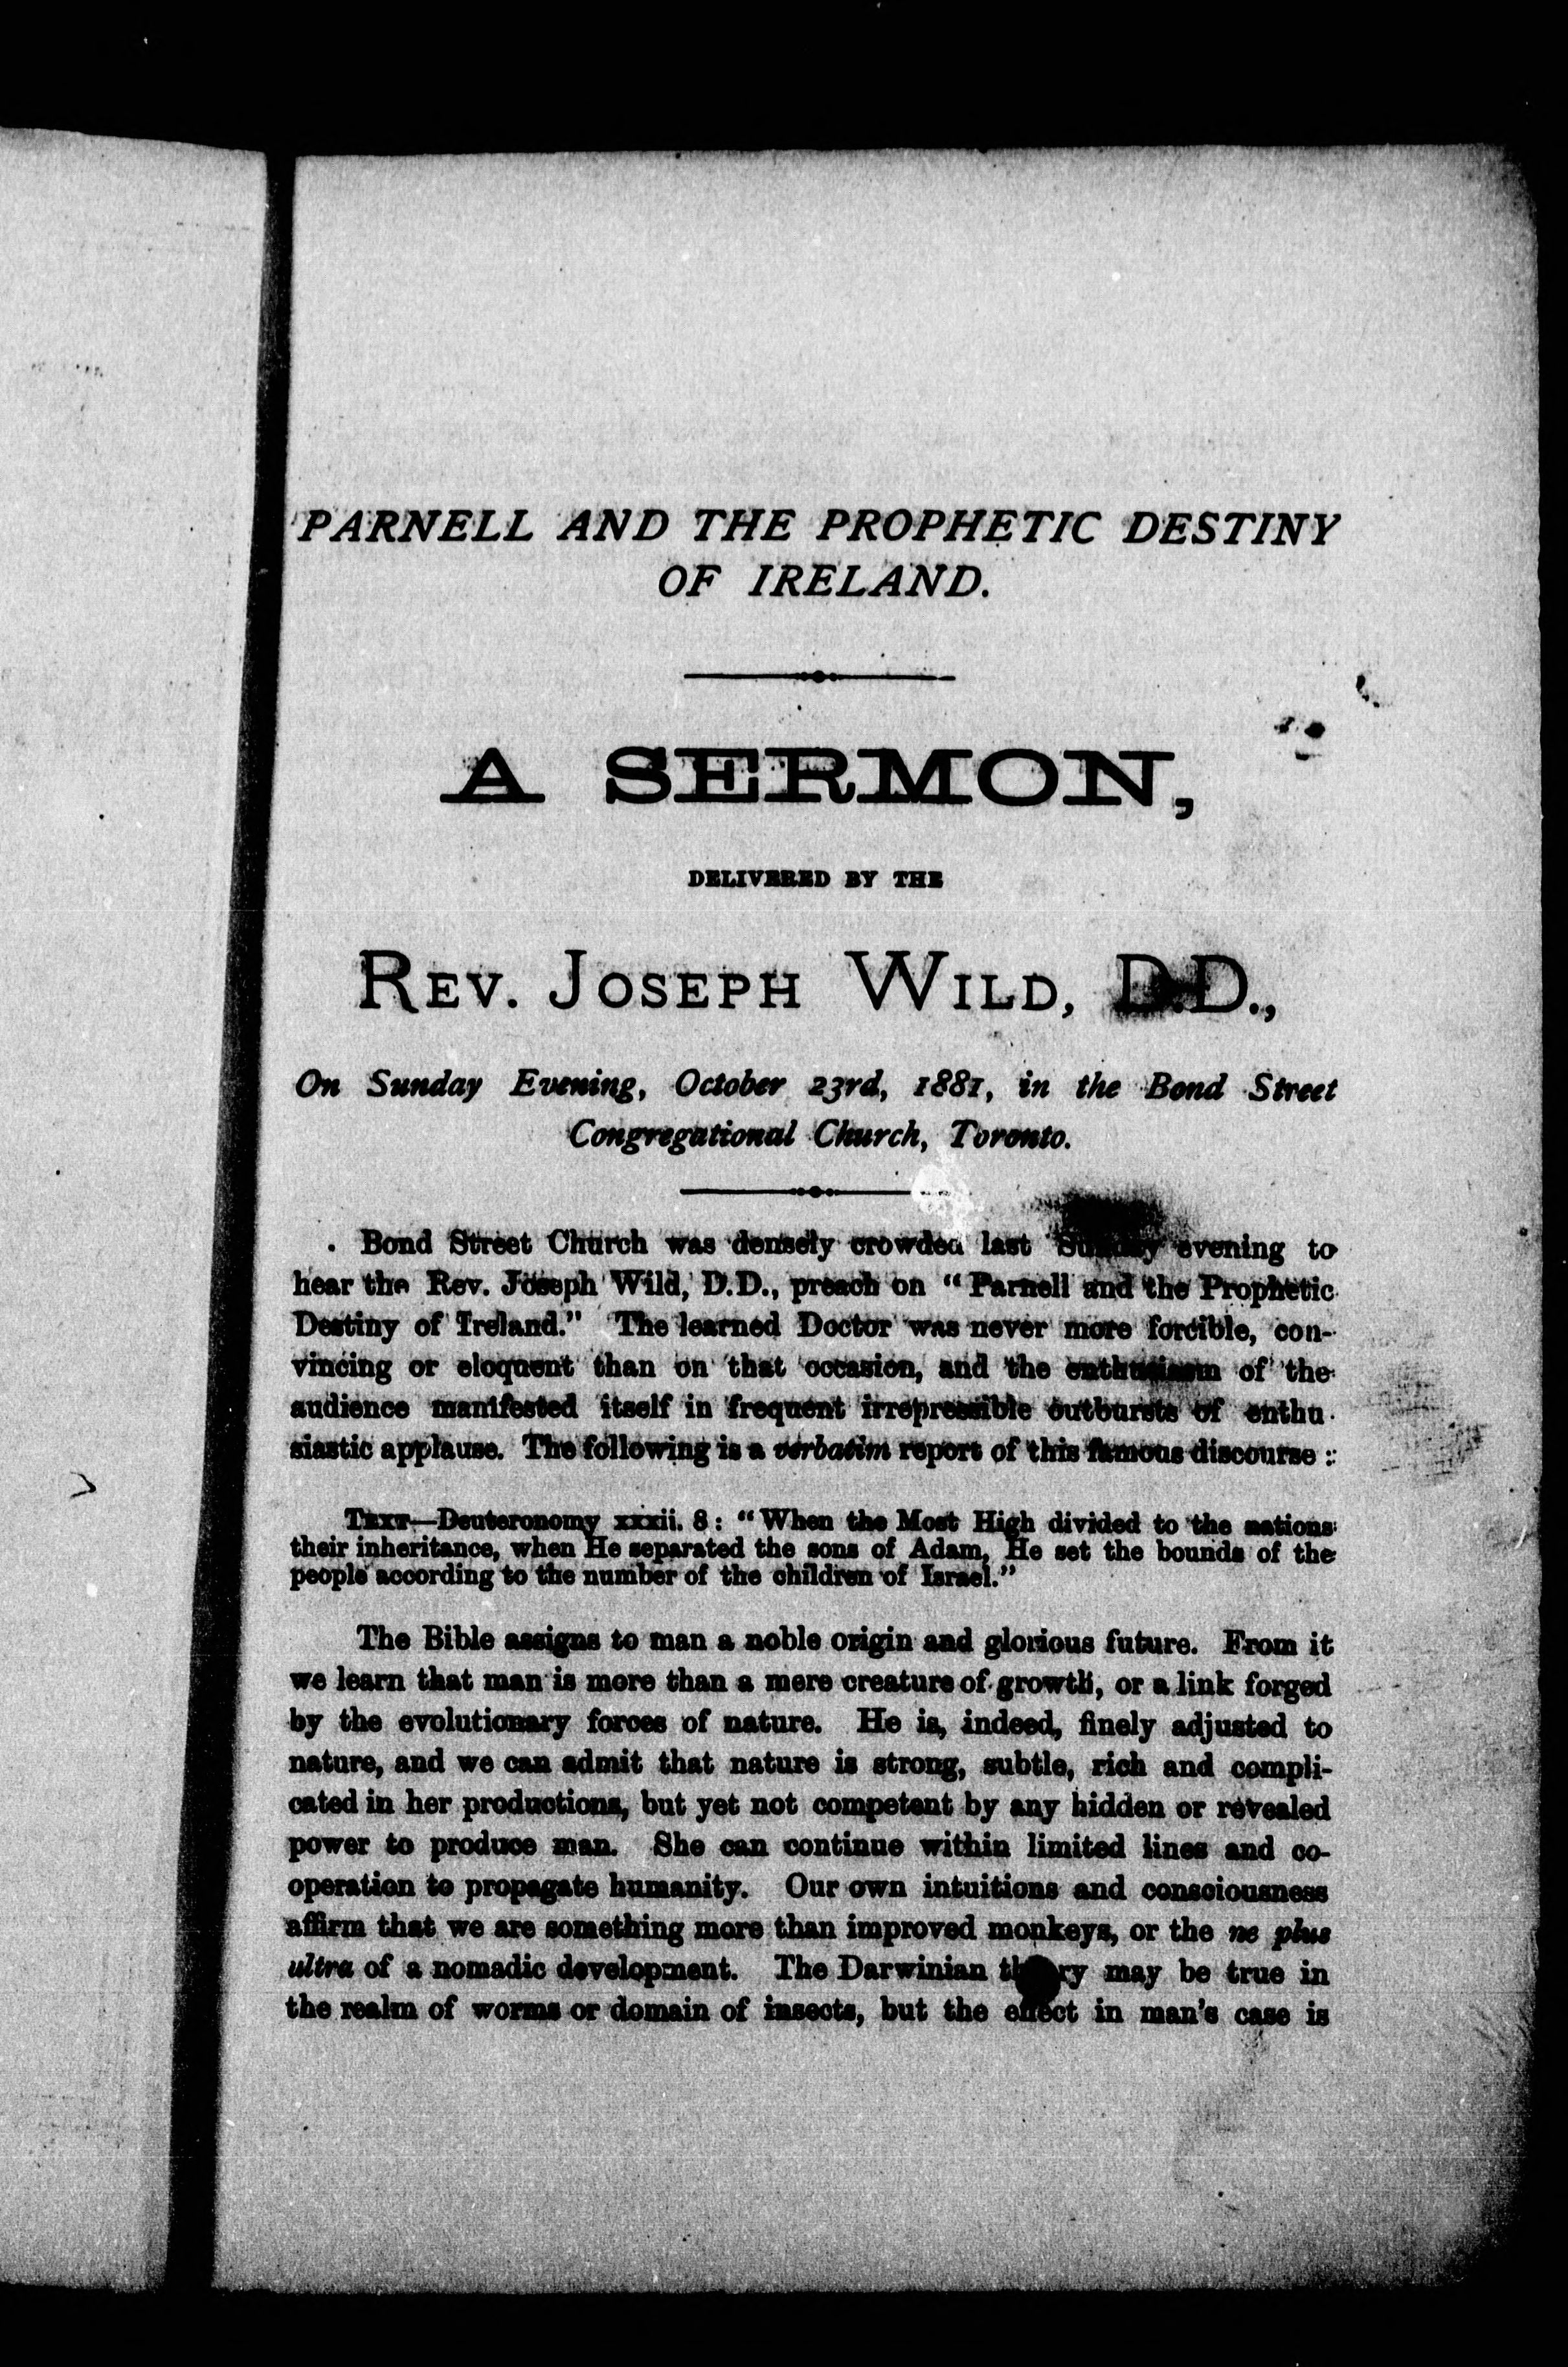 PARNELL AND THE PROPHETIC DESTINY
OF IRELAND.
A SERMON,
DELIVERED BY THE
REV. JOSEPH WILD, D.D.,
On Sunday Evening, October 23rd, 1881, in the Bond Street
Congregational Church, Toronto.
Bond Street Church was densely crowded last Sunday evening to
hear the Rev. Joseph Wild, D.D., preach on "Parnell and the Prophetic
Destiny of Ireland." The learned Doctor was never more forcible, con-
vincing or eloquent than on that occasion, and the enthusiasm of the
audience manifested itself in frequent irrepressible outbursts of enthu-
siastic applause. The following is a verbatim report of this famous discourse:
TEXT—Deuteronomy xxxii. 8: "When the Most High divided to the nations
their inheritance, when He separated the sons of Adam, He set the bounds of the
people according to the number of the children of Israel."
The Bible assigns to man a noble origin and glorious future. From it
we learn that man is more than a mere creature of growth, or a link forged
by the evolutionary forces of nature. He is, indeed, finely adjusted to
nature, and we can admit that nature is strong, subtle, rich and compli-
cated in her productions, but yet not competent by any hidden or revealed
power to produce man. She can continue within limited lines and co-
operation to propagate humanity. Our own intuitions and consciousness
affirm that we are something more than improved monkeys, or the ne plus
ultra of a nomadic development. The Darwinian theory may be true in
the realm of worms or domain of insects, but the effect in man's case is